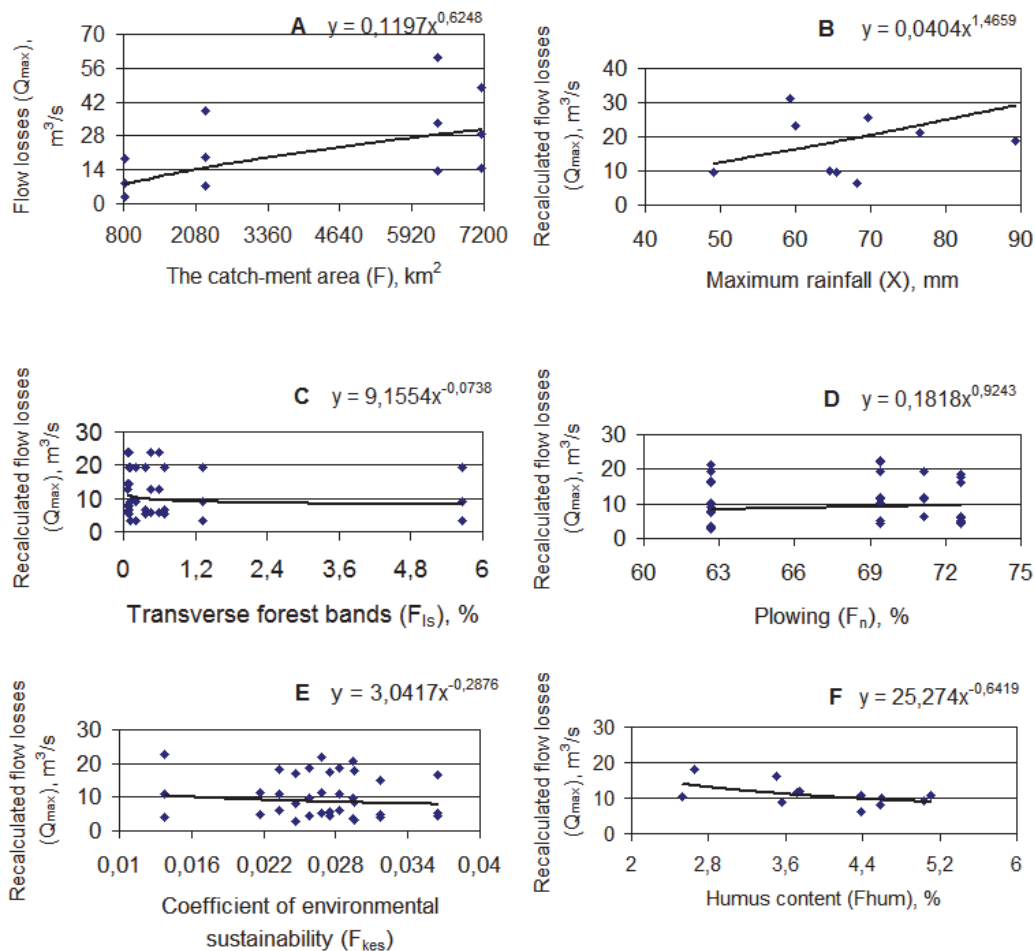 A y = 0,1197x^0,6248
Flow losses (Qmax),
m³/s
70
56
42
28
14
0
800 2080 3360 4640 5920 7200
The catch-ment area (F), km²
B y = 0,0404x^1,4659
Recalculated flow losses
(Qmax), m³/s
40
30
20
10
0
40 50 60 70 80 90
Maximum rainfall (X), mm
C y = 9,1554x^-0,0738
Recalculated flow losses
(Qmax), m³/s
30
20
10
0
0 1,2 2,4 3,6 4,8 6
Transverse forest bands (Fls), %
D y = 0,1818x^0,9243
Recalculated flow losses
(Qmax), m³/s
30
20
10
0
60 63 66 69 72 75
Plowing (Fn), %
E y = 3,0417x^-0,2876
Recalculated flow losses
(Qmax), m³/s
30
20
10
0
0,01 0,016 0,022 0,028 0,034 0,04
Coefficient of environmental
sustainability (Fkes)
F y = 25,274x^-0,6419
Recalculated flow losses
(Qmax), m³/s
30
20
10
0
2 2,8 3,6 4,4 5,2 6
Humus content (Fhum), %